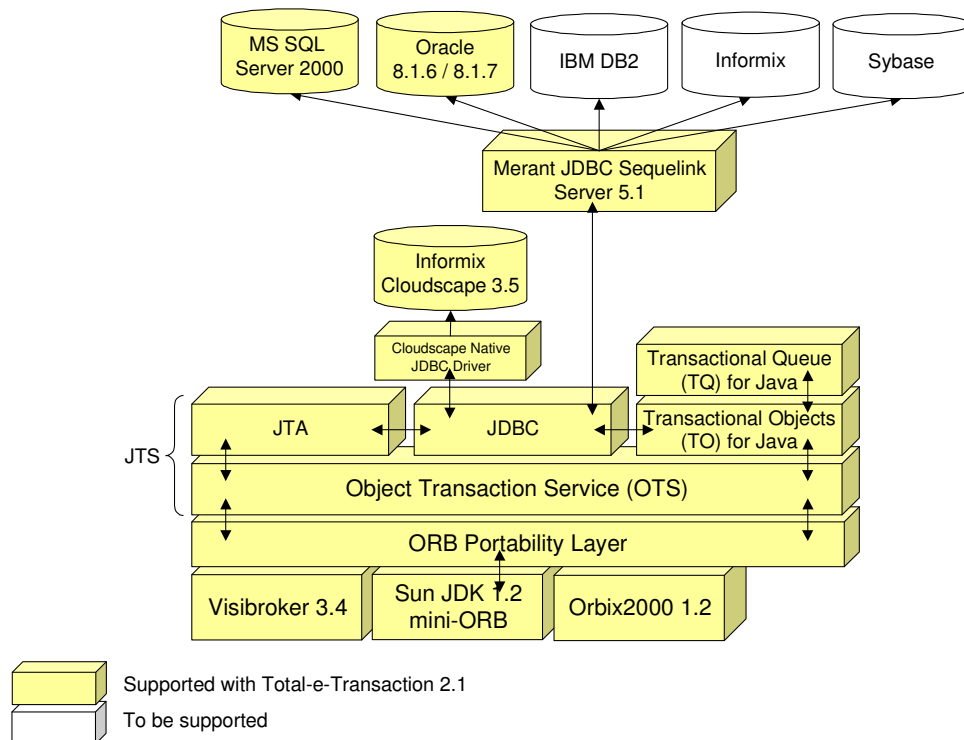 MS SQL
Server 2000
Oracle
8.1.6 / 8.1.7
IBM DB2
Informix
Sybase
Merant JDBC Sequelink
Server 5.1
Informix
Cloudscape 3.5
Cloudscape Native
JDBC Driver
Transactional Queue
(TQ) for Java
JTS
JTA
JDBC
Transactional Objects
(TO) for Java
Object Transaction Service (OTS)
ORB Portability Layer
Visibroker 3.4
Sun JDK 1.2
mini-ORB
Orbix2000 1.2
Supported with Total-e-Transaction 2.1
To be supported